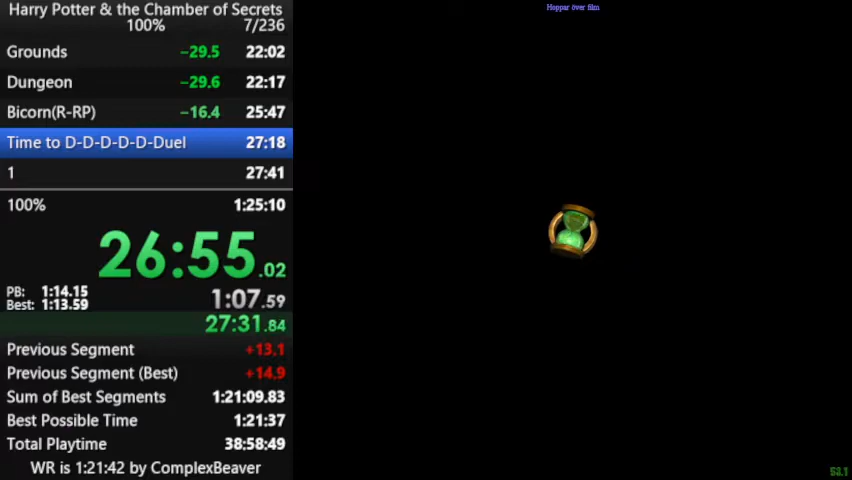 Harry Potter & the Chamber of Secrets
100% 7/236
Grounds −29.5 22:02
Dungeon −29.6 22:17
Bicorn(R-RP) −16.4 25:47
Time to D-D-D-D-D-Duel 27:18
1 27:41
100% 1:25:10
26:55.02
PB: 1:14.15
Best: 1:13.59
1:07.59
27:31.84
Previous Segment +13.1
Previous Segment (Best) +14.9
Sum of Best Segments 1:21:09.83
Best Possible Time 1:21:37
Total Playtime 38:58:49
WR is 1:21:42 by ComplexBeaver
Hoppar över film
53.1